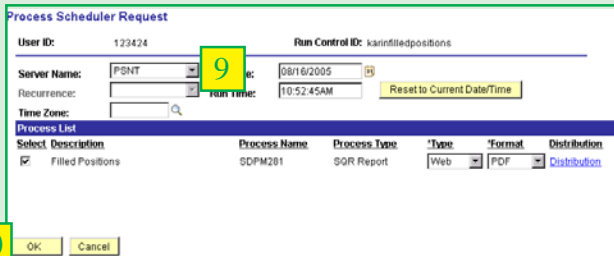 Process Scheduler Request
User ID: 123424 Run Control ID: karinfilledpositions
Server Name: PSNT 9 08/16/2005
Recurrence: Run Time: 10:52:45AM Reset to Current Date/Time
Time Zone:
Process List
Select Description Process Name Process Type *Type *Format Distribution
Filled Positions SDPM281 SQR Report Web PDF Distribution
OK Cancel